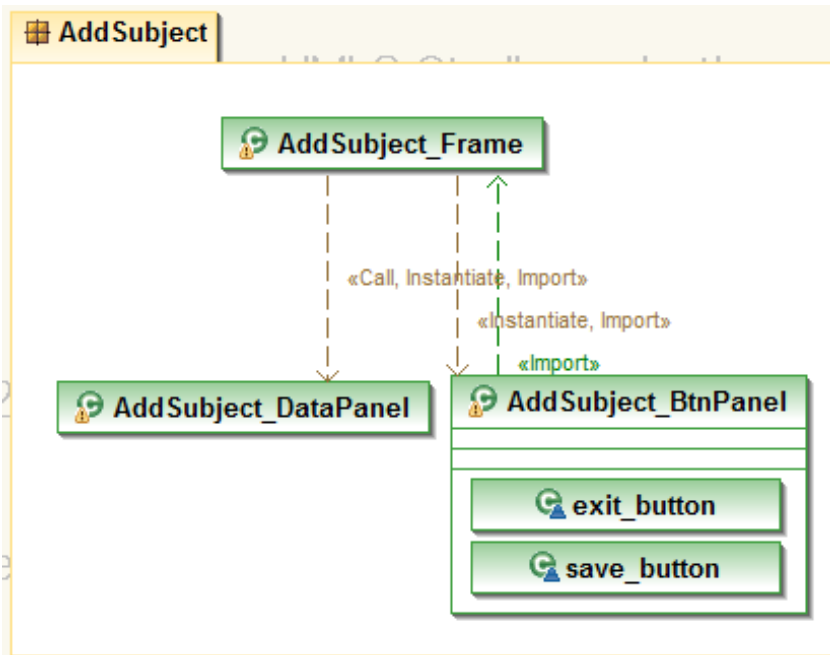 AddSubject
AddSubject_Frame
«Call, Instantiate, Import»
«Instantiate, Import»
«Import»
AddSubject_DataPanel
AddSubject_BtnPanel
exit_button
save_button